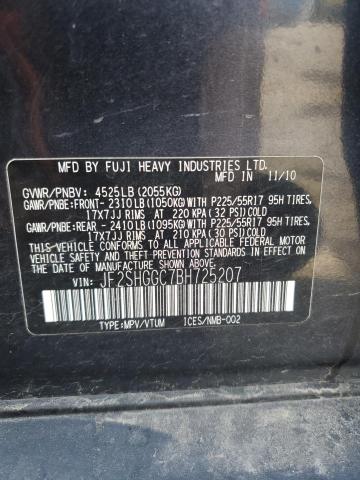 MFD BY FUJI HEAVY INDUSTRIES LTD.
MFD IN 11/10
GVWR/PNBV: 4525LB (2055KG)
GAWR/PNBE:FRONT- 2310LB (1050KG) WITH P225/55R17 95H TIRES,
17X7JJ RIMS AT 220 KPA (32 PSI)COLD
GAWR/PNBE:REAR - 2410LB (1095KG) WITH P225/55R17 95H TIRES,
17X7JJ RIMS AT 210 KPA (30 PSI)COLD
THIS VEHICLE CONFORMS TO ALL APPLICABLE FEDERAL MOTOR VEHICLE SAFETY, BUMPER, AND THEFT PREVENTION STANDARDS IN EFFECT ON THE DATE OF MANUFACTURE SHOWN ABOVE.
VIN: JF2SHGGC7BH725207
TYPE:MPV/VTUM ICES/NMB-002